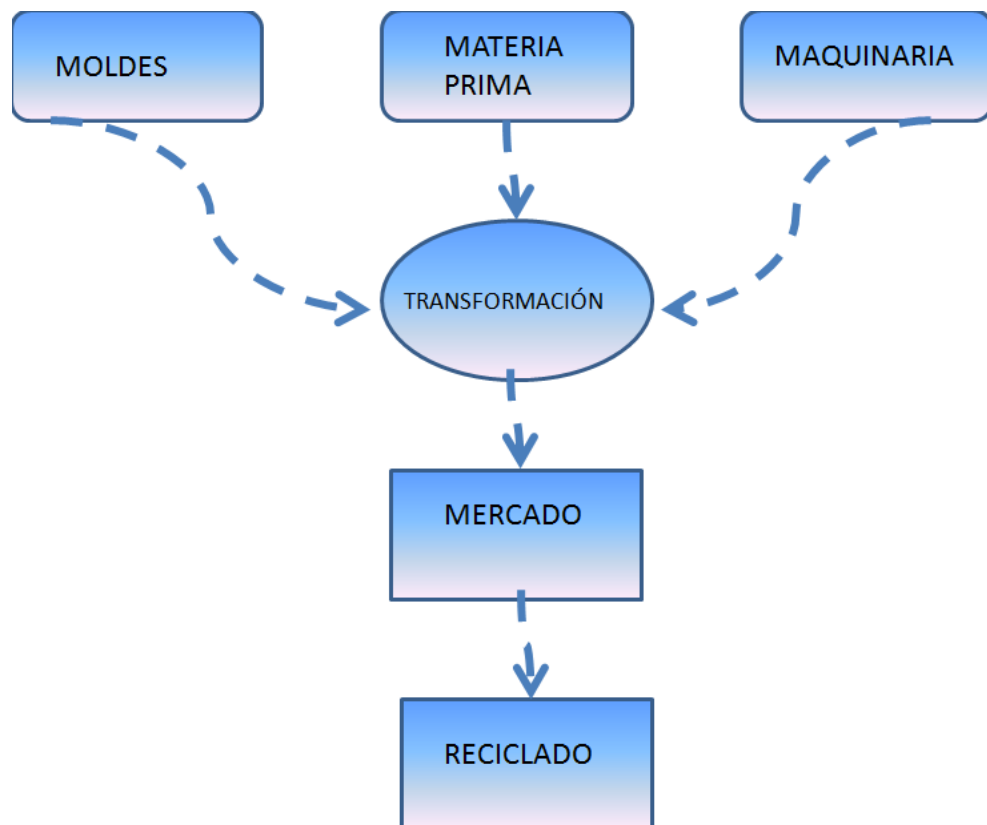 MOLDES
MATERIA
PRIMA
MAQUINARIA
TRANSFORMACIÓN
MERCADO
RECICLADO